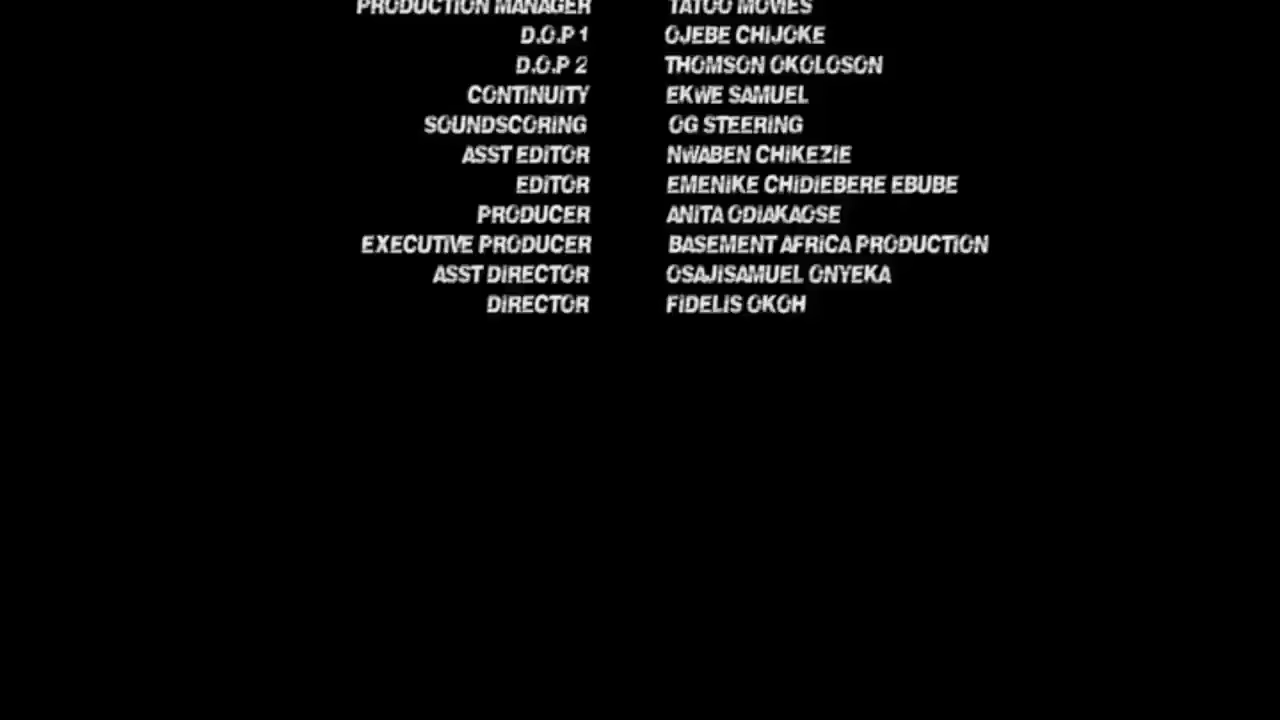 PRODUCTION MANAGER TATOO MOVIES
D.O.P 1 OJEBE CHIJOKE
D.O.P 2 THOMSON OKOLOSON
CONTINUITY EKWE SAMUEL
SOUNDSCORING OG STEERING
ASST EDITOR NWABEN CHIKEZIE
EDITOR EMENIKE CHIDIEBERE EBUBE
PRODUCER ANITA ODIAKAOSE
EXECUTIVE PRODUCER BASEMENT AFRICA PRODUCTION
ASST DIRECTOR OSAJISAMUEL ONYEKA
DIRECTOR FIDELIS OKOH